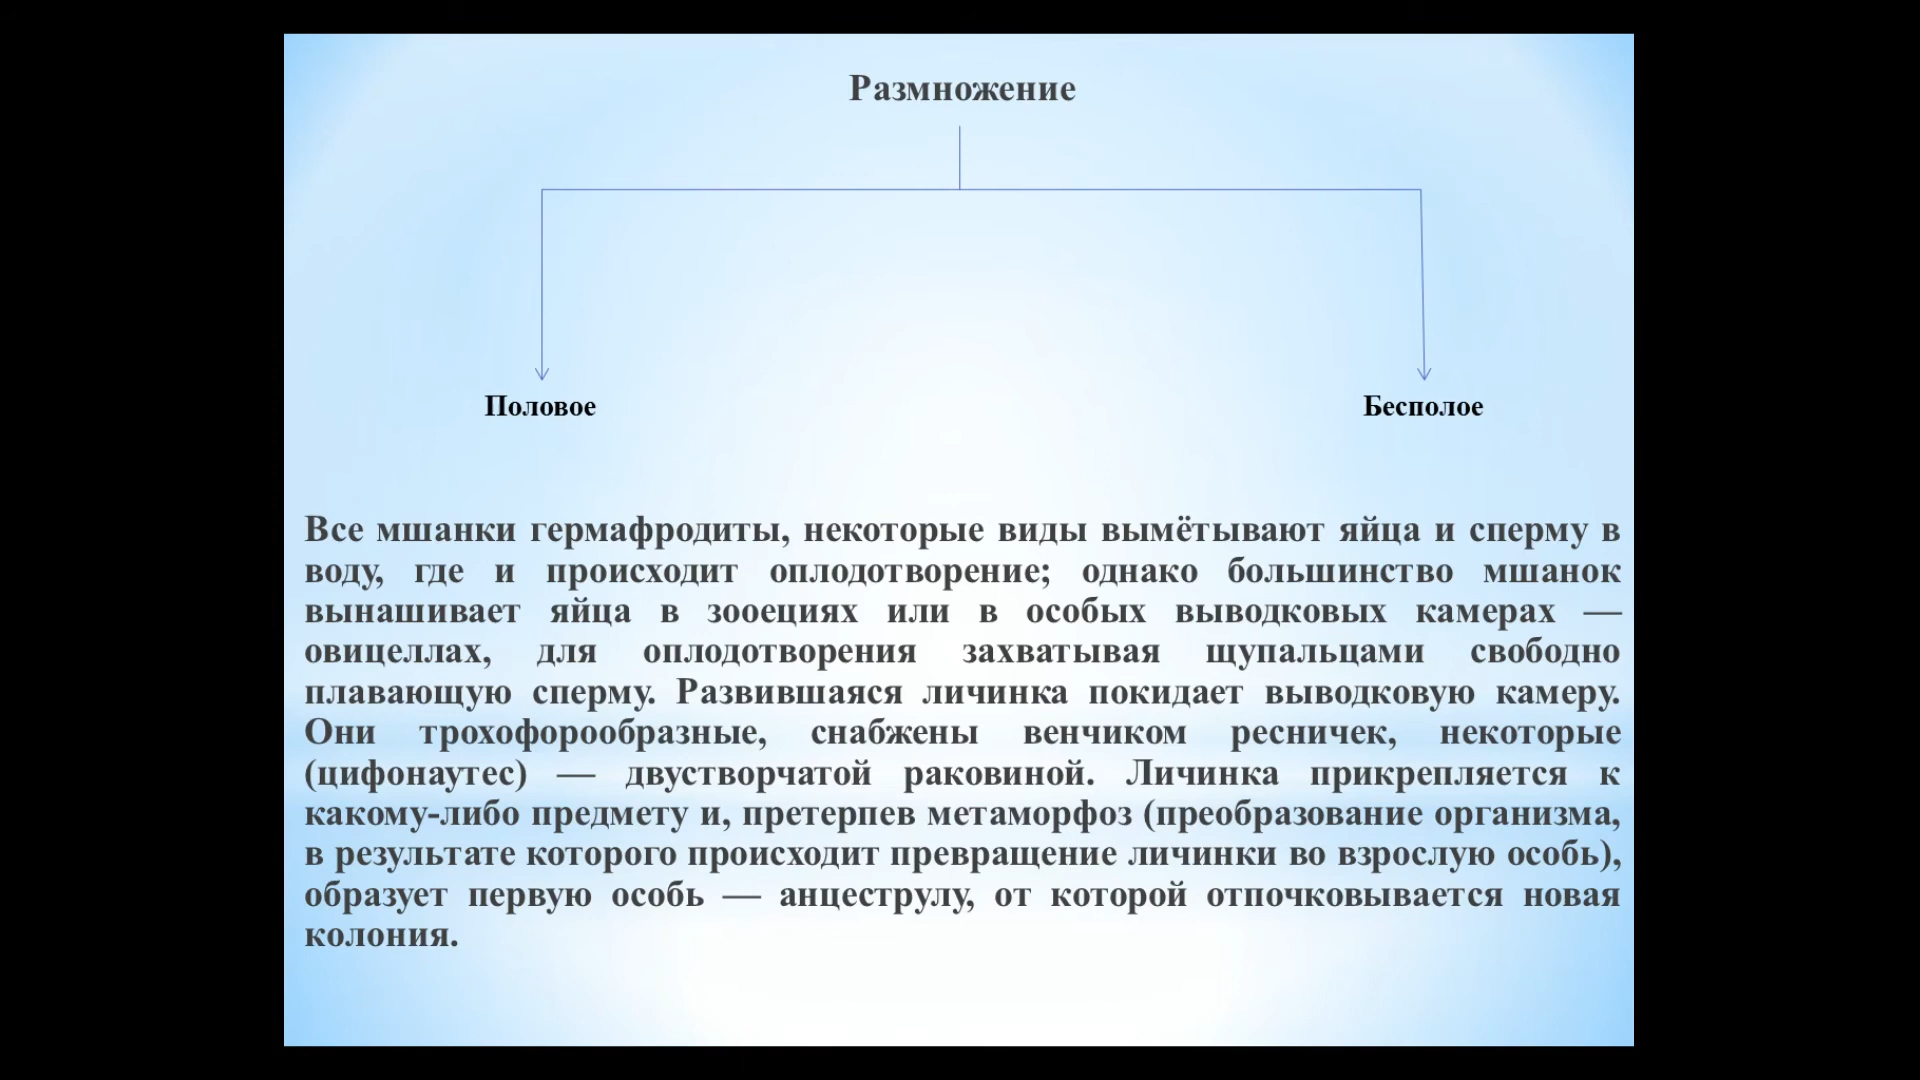 Размножение
Половое
Бесполое
Все мшанки гермафродиты, некоторые виды вымётывают яйца и сперму в
воду, где и происходит оплодотворение; однако большинство мшанок
вынашивает яйца в зооециях или в особых выводковых камерах —
овицеллах, для оплодотворения захватывая щупальцами свободно
плавающую сперму. Развившаяся личинка покидает выводковую камеру.
Они трохофорообразные, снабжены венчиком ресничек, некоторые
(цифонаутес) — двустворчатой раковиной. Личинка прикрепляется к
какому-либо предмету и, претерпев метаморфоз (преобразование организма,
в результате которого происходит превращение личинки во взрослую особь),
образует первую особь — анцеструлу, от которой отпочковывается новая
колония.